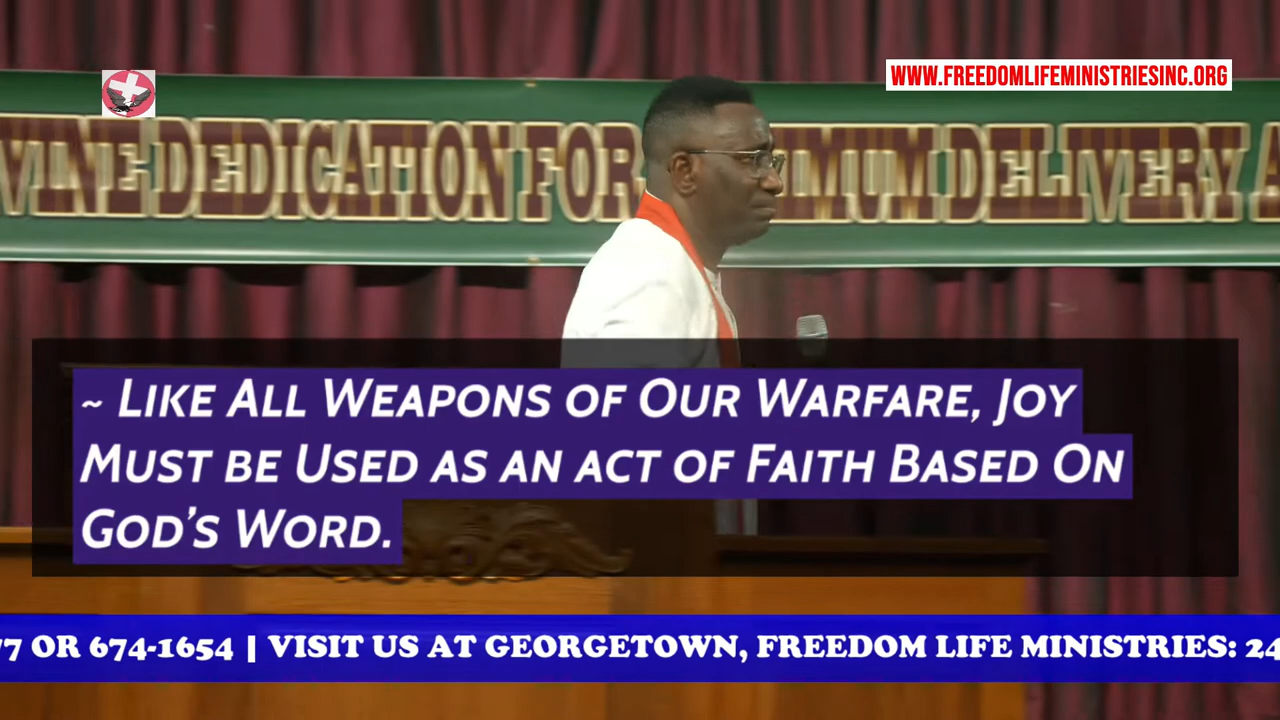 WWW.FREEDOMLIFEMINISTRIESINC.ORG
DEDICATION FOR DELIVERY
~ LIKE ALL WEAPONS OF OUR WARFARE, JOY
MUST BE USED AS AN ACT OF FAITH BASED ON
GOD'S WORD.
OR 674-1654 | VISIT US AT GEORGETOWN, FREEDOM LIFE MINISTRIES: